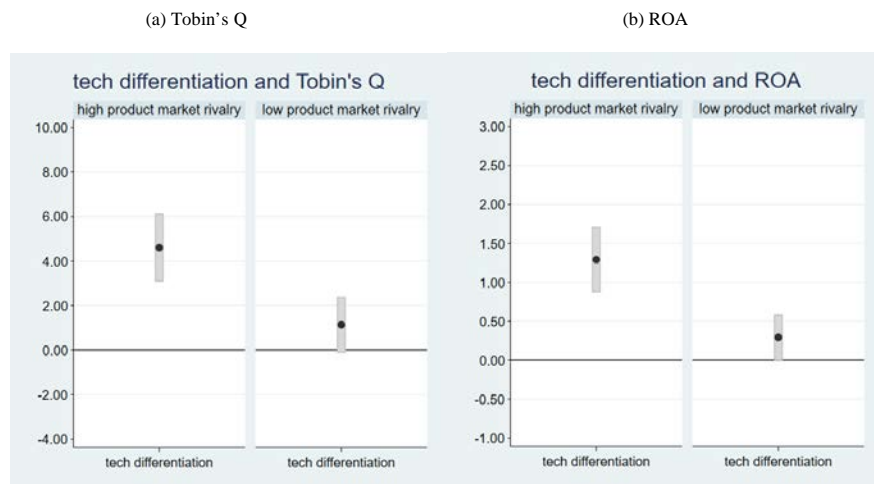 (a) Tobin's Q
(b) ROA
tech differentiation and Tobin's Q
high product market rivalry
low product market rivalry
10.00
8.00
6.00
4.00
2.00
0.00
-2.00
-4.00
tech differentiation
tech differentiation
tech differentiation and ROA
high product market rivalry
low product market rivalry
3.00
2.50
2.00
1.50
1.00
0.50
0.00
-0.50
-1.00
tech differentiation
tech differentiation